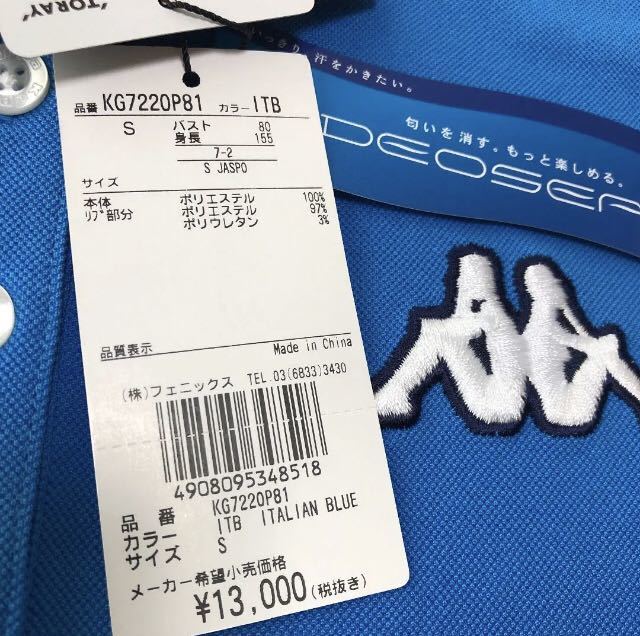 "TORAY"
いっきり、汗をかきたい。
匂いを消す。もっと楽しめる。
DEOSE
品番 KG7220P81 カラー ITB
S バスト 80
身長 155
7-2
S JASPO
サイズ
本体 ポリエステル 100%
ﾘﾌﾞ部分 ポリエステル 97%
ポリウレタン 3%
品質表示 Made in China
(株)フェニックス TEL.03(6833)3430
4908095348518
品番 KG7220P81
カラー ITB ITALIAN BLUE
サイズ S
メーカー希望小売価格
¥13,000(税抜き)